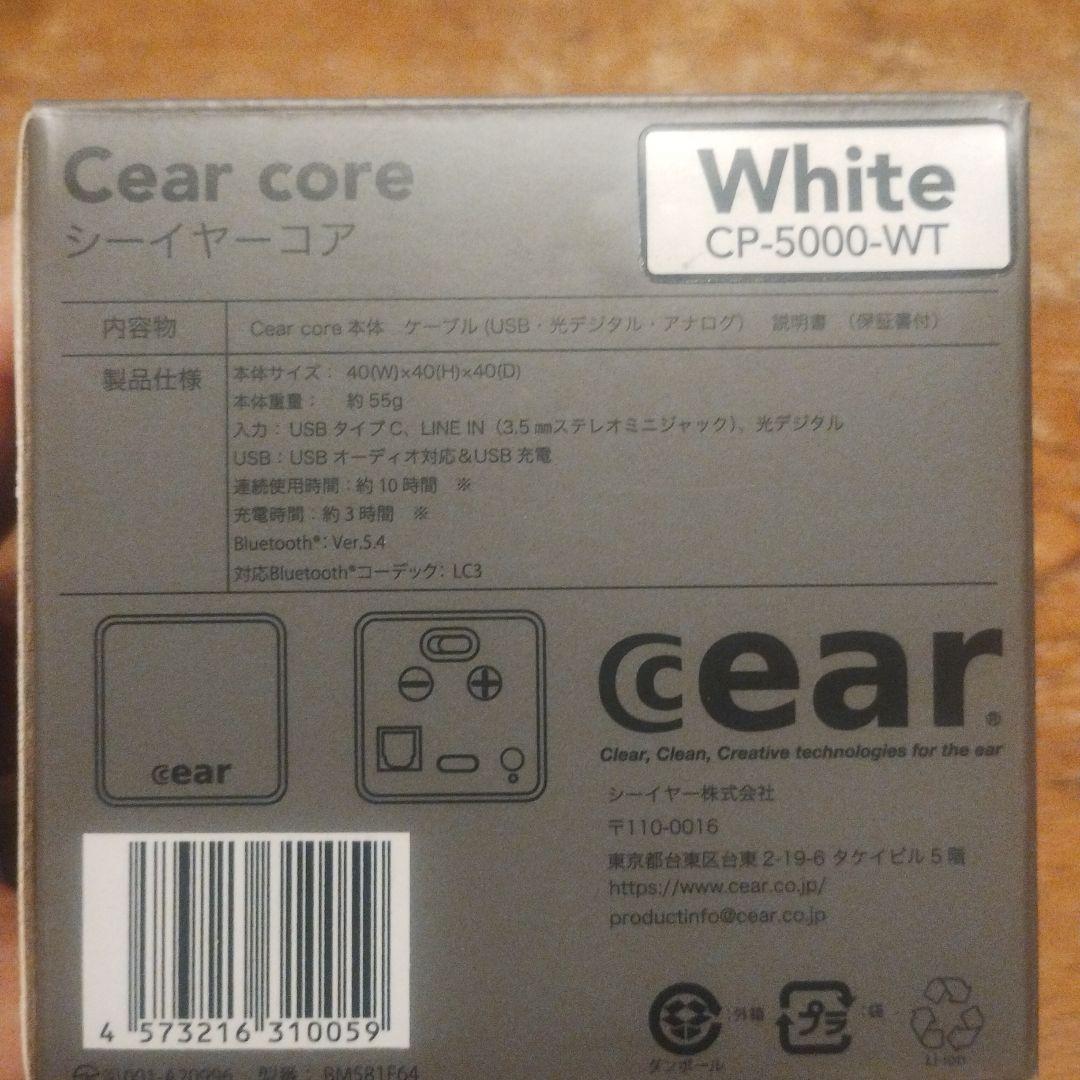 Cear core
シーイヤーコア
White
CP-5000-WT
内容物
Cear core 本体 ケーブル (USB・光デジタル・アナログ) 説明書 (保証書付)
製品仕様
本体サイズ： 40(W)×40(H)×40(D)
本体重量： 約 55g
入力：USB タイプ C、LINE IN（3.5 ㎜ステレオミニジャック）、光デジタル
USB：USB オーディオ対応＆USB 充電
連続使用時間：約 10 時間 ※
充電時間：約 3 時間 ※
Bluetooth®：Ver.5.4
対応Bluetooth®コーデック：LC3
cear
cear®
Clear, Clean, Creative technologies for the ear
シーイヤー株式会社
〒110-0016
東京都台東区台東 2-19-6 タケイビル 5 階
https://www.cear.co.jp/
productinfo@cear.co.jp
4 573216 310059
ダンボール
：外箱
プラ
：袋
Li-ion
型番： BM581F64